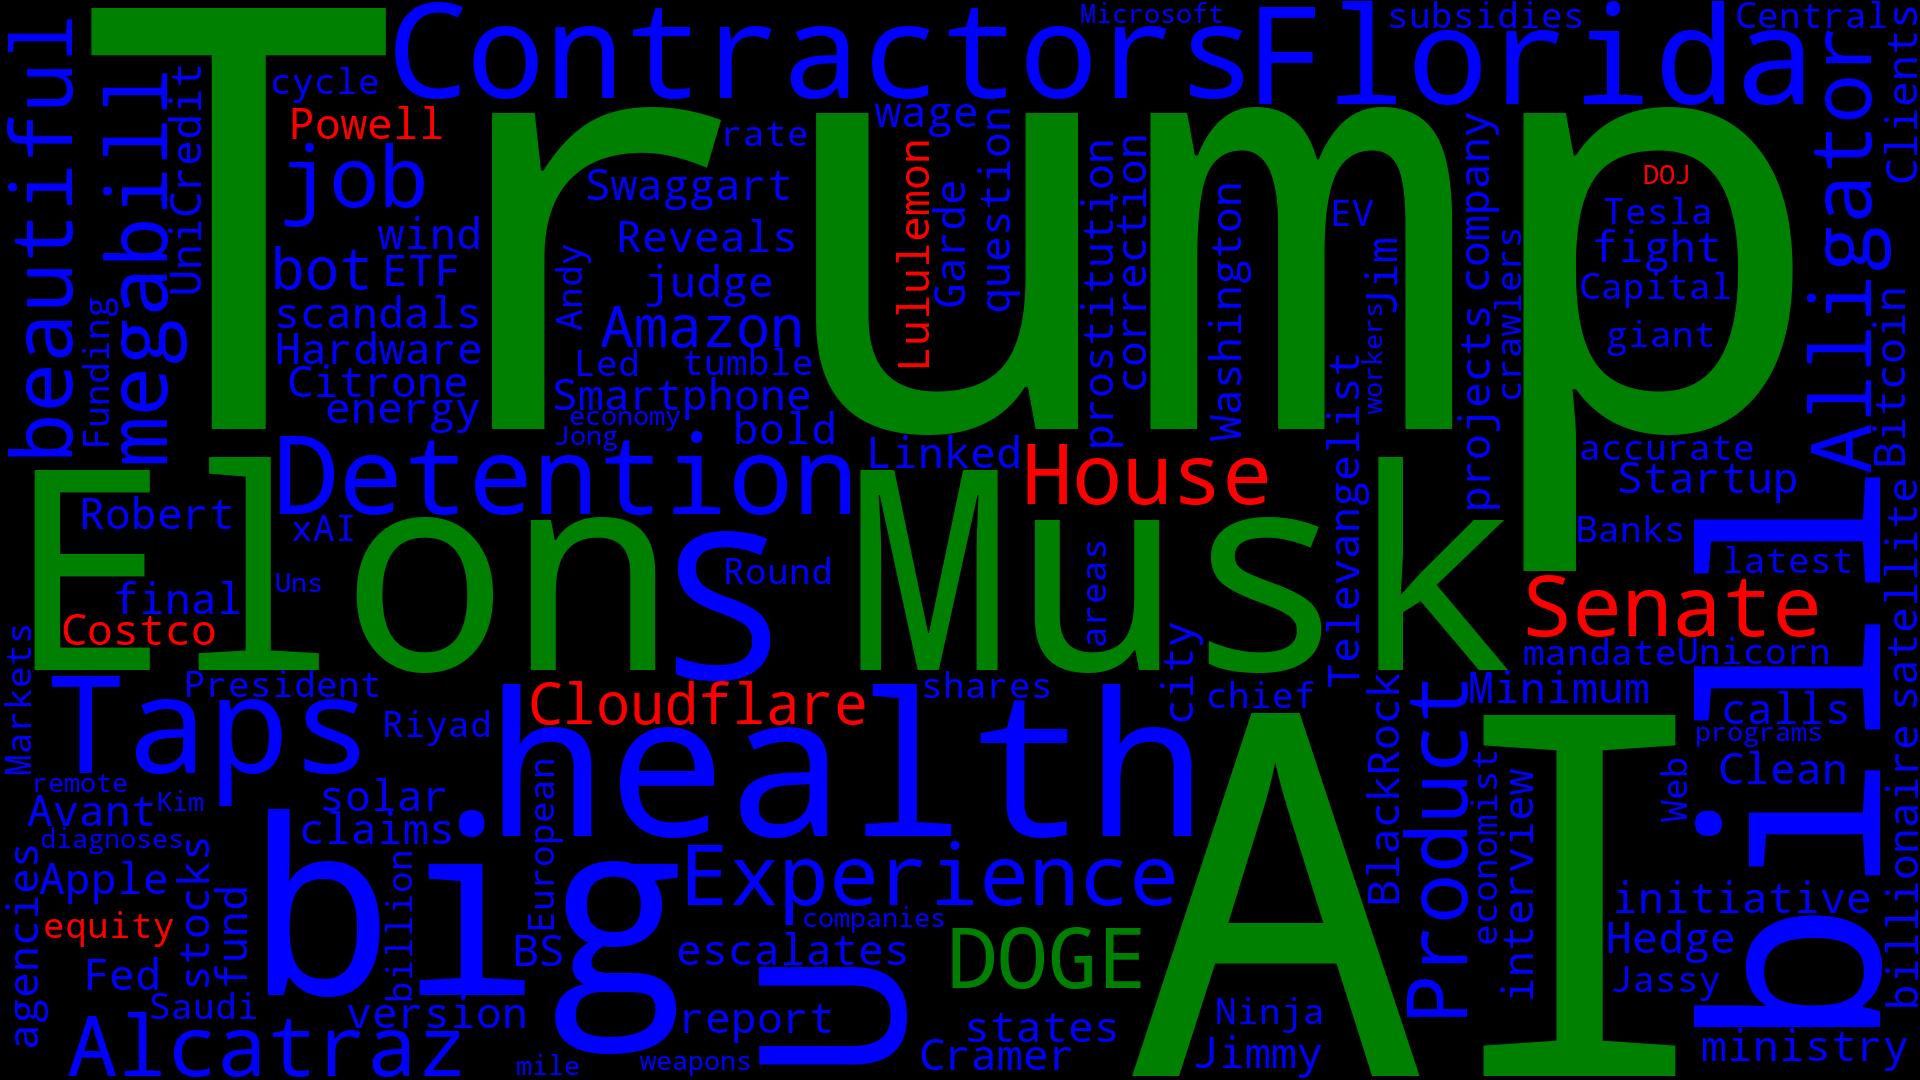 Trump
Contractors
Florida
subsidies
Centrals
Microsoft
Clients
beautiful
megabill
UniCredit
cycle
Powell
job
wind
bot
ETF
scandals
Hardware
Citrone
energy
Funding
rate
Swaggart
Reveals
judge
Andy
Amazon
Led
tumble
Smartphone
economy
Jong
bold
wage
Lululemon
Garde
question
prostitution
correction
Washington
EV
Jim
workers
company
projects
crawlers
DOJ
Tesla
fight
Capital
giant
Alligator
Bitcoin
accurate
Startup
Banks
Detention
Linked
House
Televangelist
Elon Musk
Robert
xAI
s
Round
areas
final
Uns
Costco
latest
Senate
mandate
Unicorn
bill
satellite
billionaire
Markets
Taps
President
Riyad
Cloudflare
health
shares
city
chief
Minimum
calls
programs
Clean
Web
remote
Avant
Kim
diagnoses
solar
claims
big
European
BlackRock
Product
economist
interview
AI
Apple
equity
agencies
stocks
fund
billion
Experience
companies
BS
escalates
DOGE
initiative
Hedge
Jassy
Fed
Saudi
version
Alcatraz
mile
report
weapons
U
states
Cramer
Ninja
Jimmy
ministry